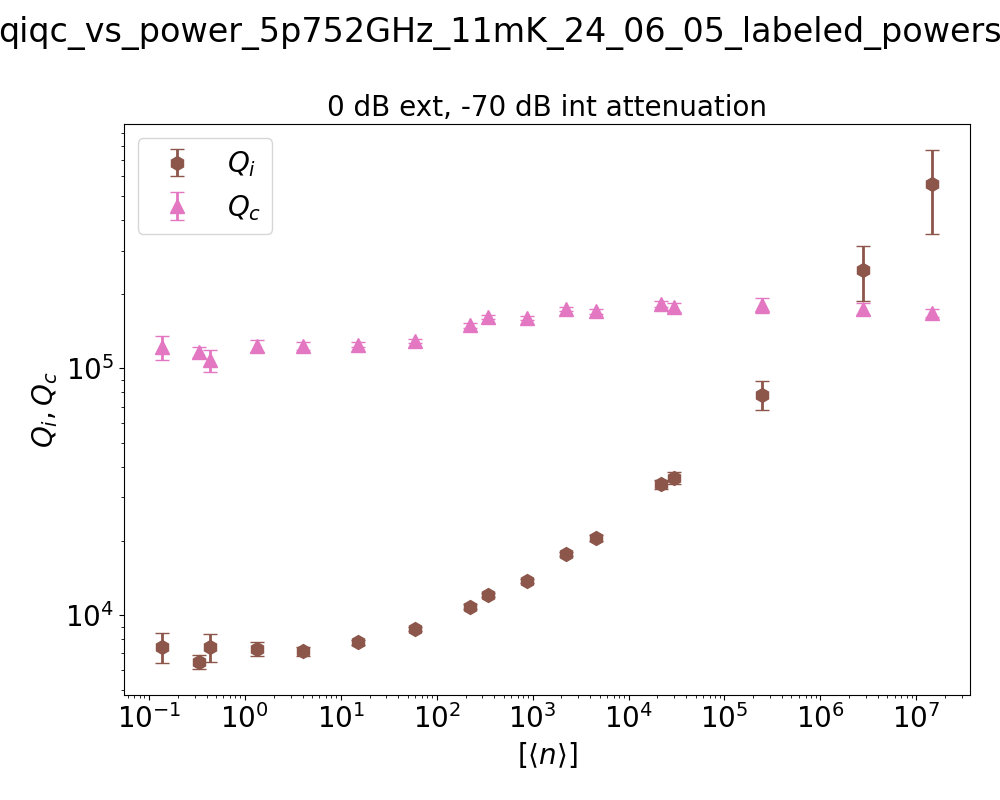 qiqc_vs_power_5p752GHz_11mK_24_06_05_labeled_powers
0 dB ext, -70 dB int attenuation
Q_i
Q_c
Q_i, Q_c
10^5
10^4
10^{-1} 10^0 10^1 10^2 10^3 10^4 10^5 10^6 10^7
[⟨n⟩]